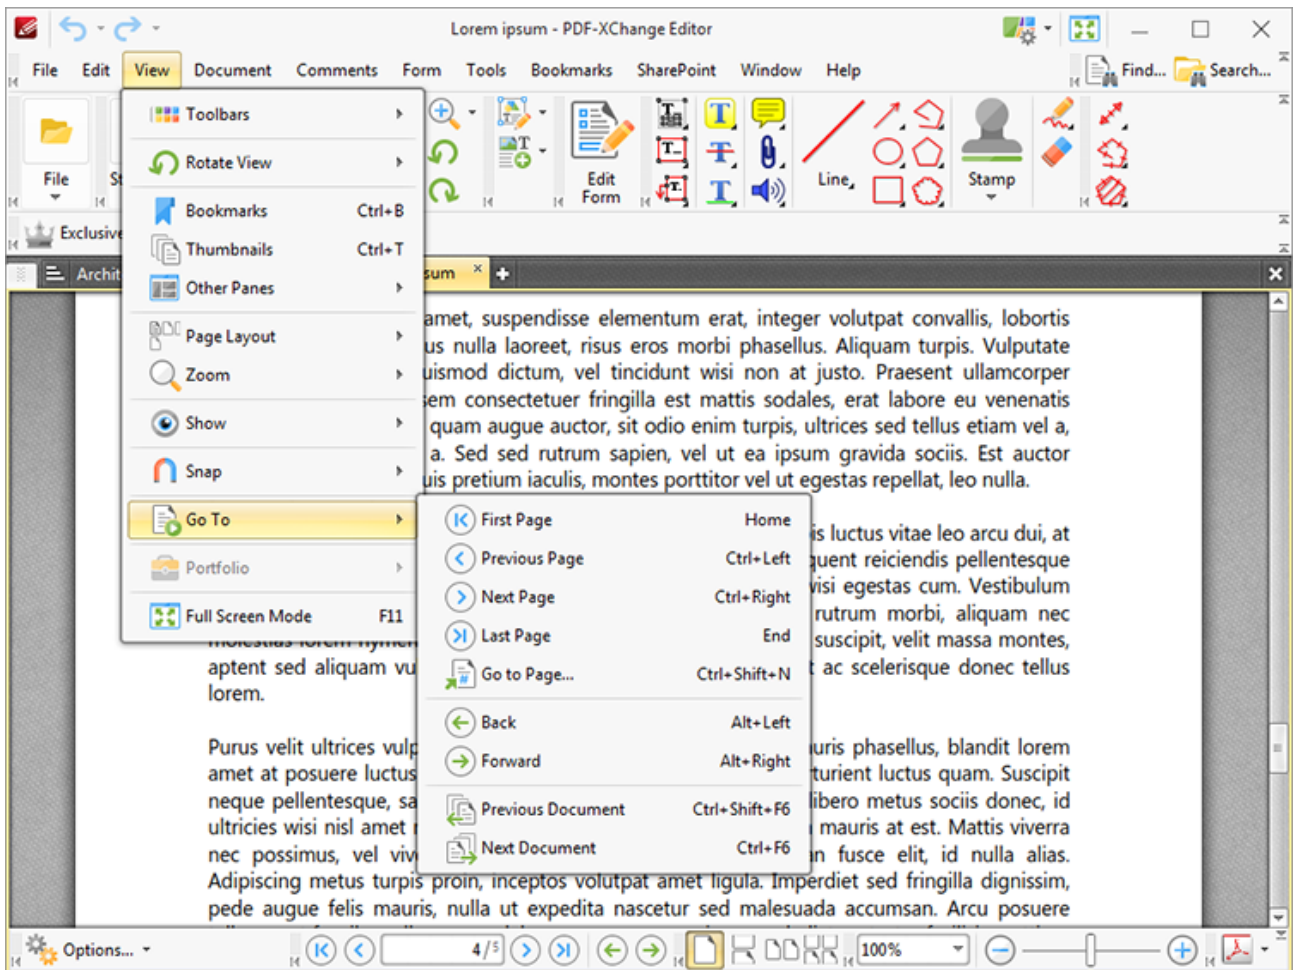 Lorem ipsum - PDF-XChange Editor
File Edit View Document Comments Form Tools Bookmarks SharePoint Window Help Find... Search...
Toolbars
Rotate View
Bookmarks Ctrl+B
Thumbnails Ctrl+T
Other Panes
Page Layout
Zoom
Show
Snap
Go To
Portfolio
Full Screen Mode F11
File
Edit
Form
Line
Stamp
Exclusive
Archit
sum
amet, suspendisse elementum erat, integer volutpat convallis, lobortis
us nulla laoreet, risus eros morbi phasellus. Aliquam turpis. Vulputate
uismod dictum, vel tincidunt wisi non at justo. Praesent ullamcorper
sem consectetuer fringilla est mattis sodales, erat labore eu venenatis
quam augue auctor, sit odio enim turpis, ultrices sed tellus etiam vel a,
a. Sed sed rutrum sapien, vel ut ea ipsum gravida sociis. Est auctor
uis pretium iaculis, montes porttitor vel ut egestas repellat, leo nulla.
First Page Home
Previous Page Ctrl+Left
Next Page Ctrl+Right
Last Page End
Go to Page... Ctrl+Shift+N
Back Alt+Left
Forward Alt+Right
Previous Document Ctrl+Shift+F6
Next Document Ctrl+F6
is luctus vitae leo arcu dui, at
quent reiciendis pellentesque
wisi egestas cum. Vestibulum
rutrum morbi, aliquam nec
suscipit, velit massa montes,
aptent sed aliquam vu ac scelerisque donec tellus
lorem.
Purus velit ultrices vulp uris phasellus, blandit lorem
amet at posuere luctus turient luctus quam. Suscipit
neque pellentesque, sa libero metus sociis donec, id
ultricies wisi nisl amet mauris at est. Mattis viverra
nec possimus, vel viv an fusce elit, id nulla alias.
Adipiscing metus turpis proin, inceptos volutpat amet ligula. Imperdiet sed fringilla dignissim,
pede augue felis mauris, nulla ut expedita nascetur sed malesuada accumsan. Arcu posuere
Options... 4/5 100%